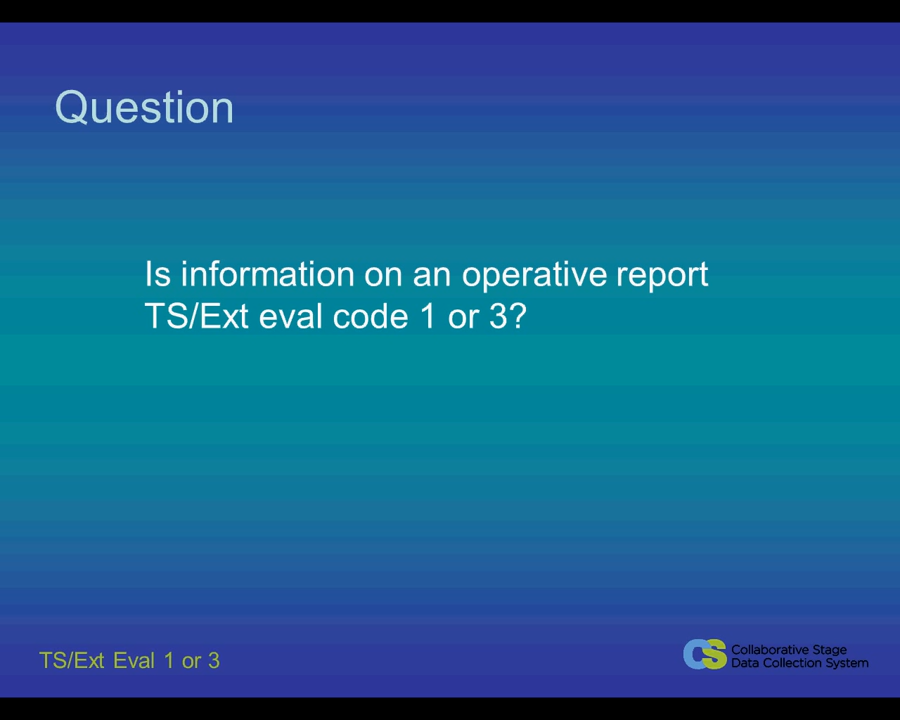 Question
Is information on an operative report
TS/Ext eval code 1 or 3?
TS/Ext Eval 1 or 3
CS Collaborative Stage
Data Collection System